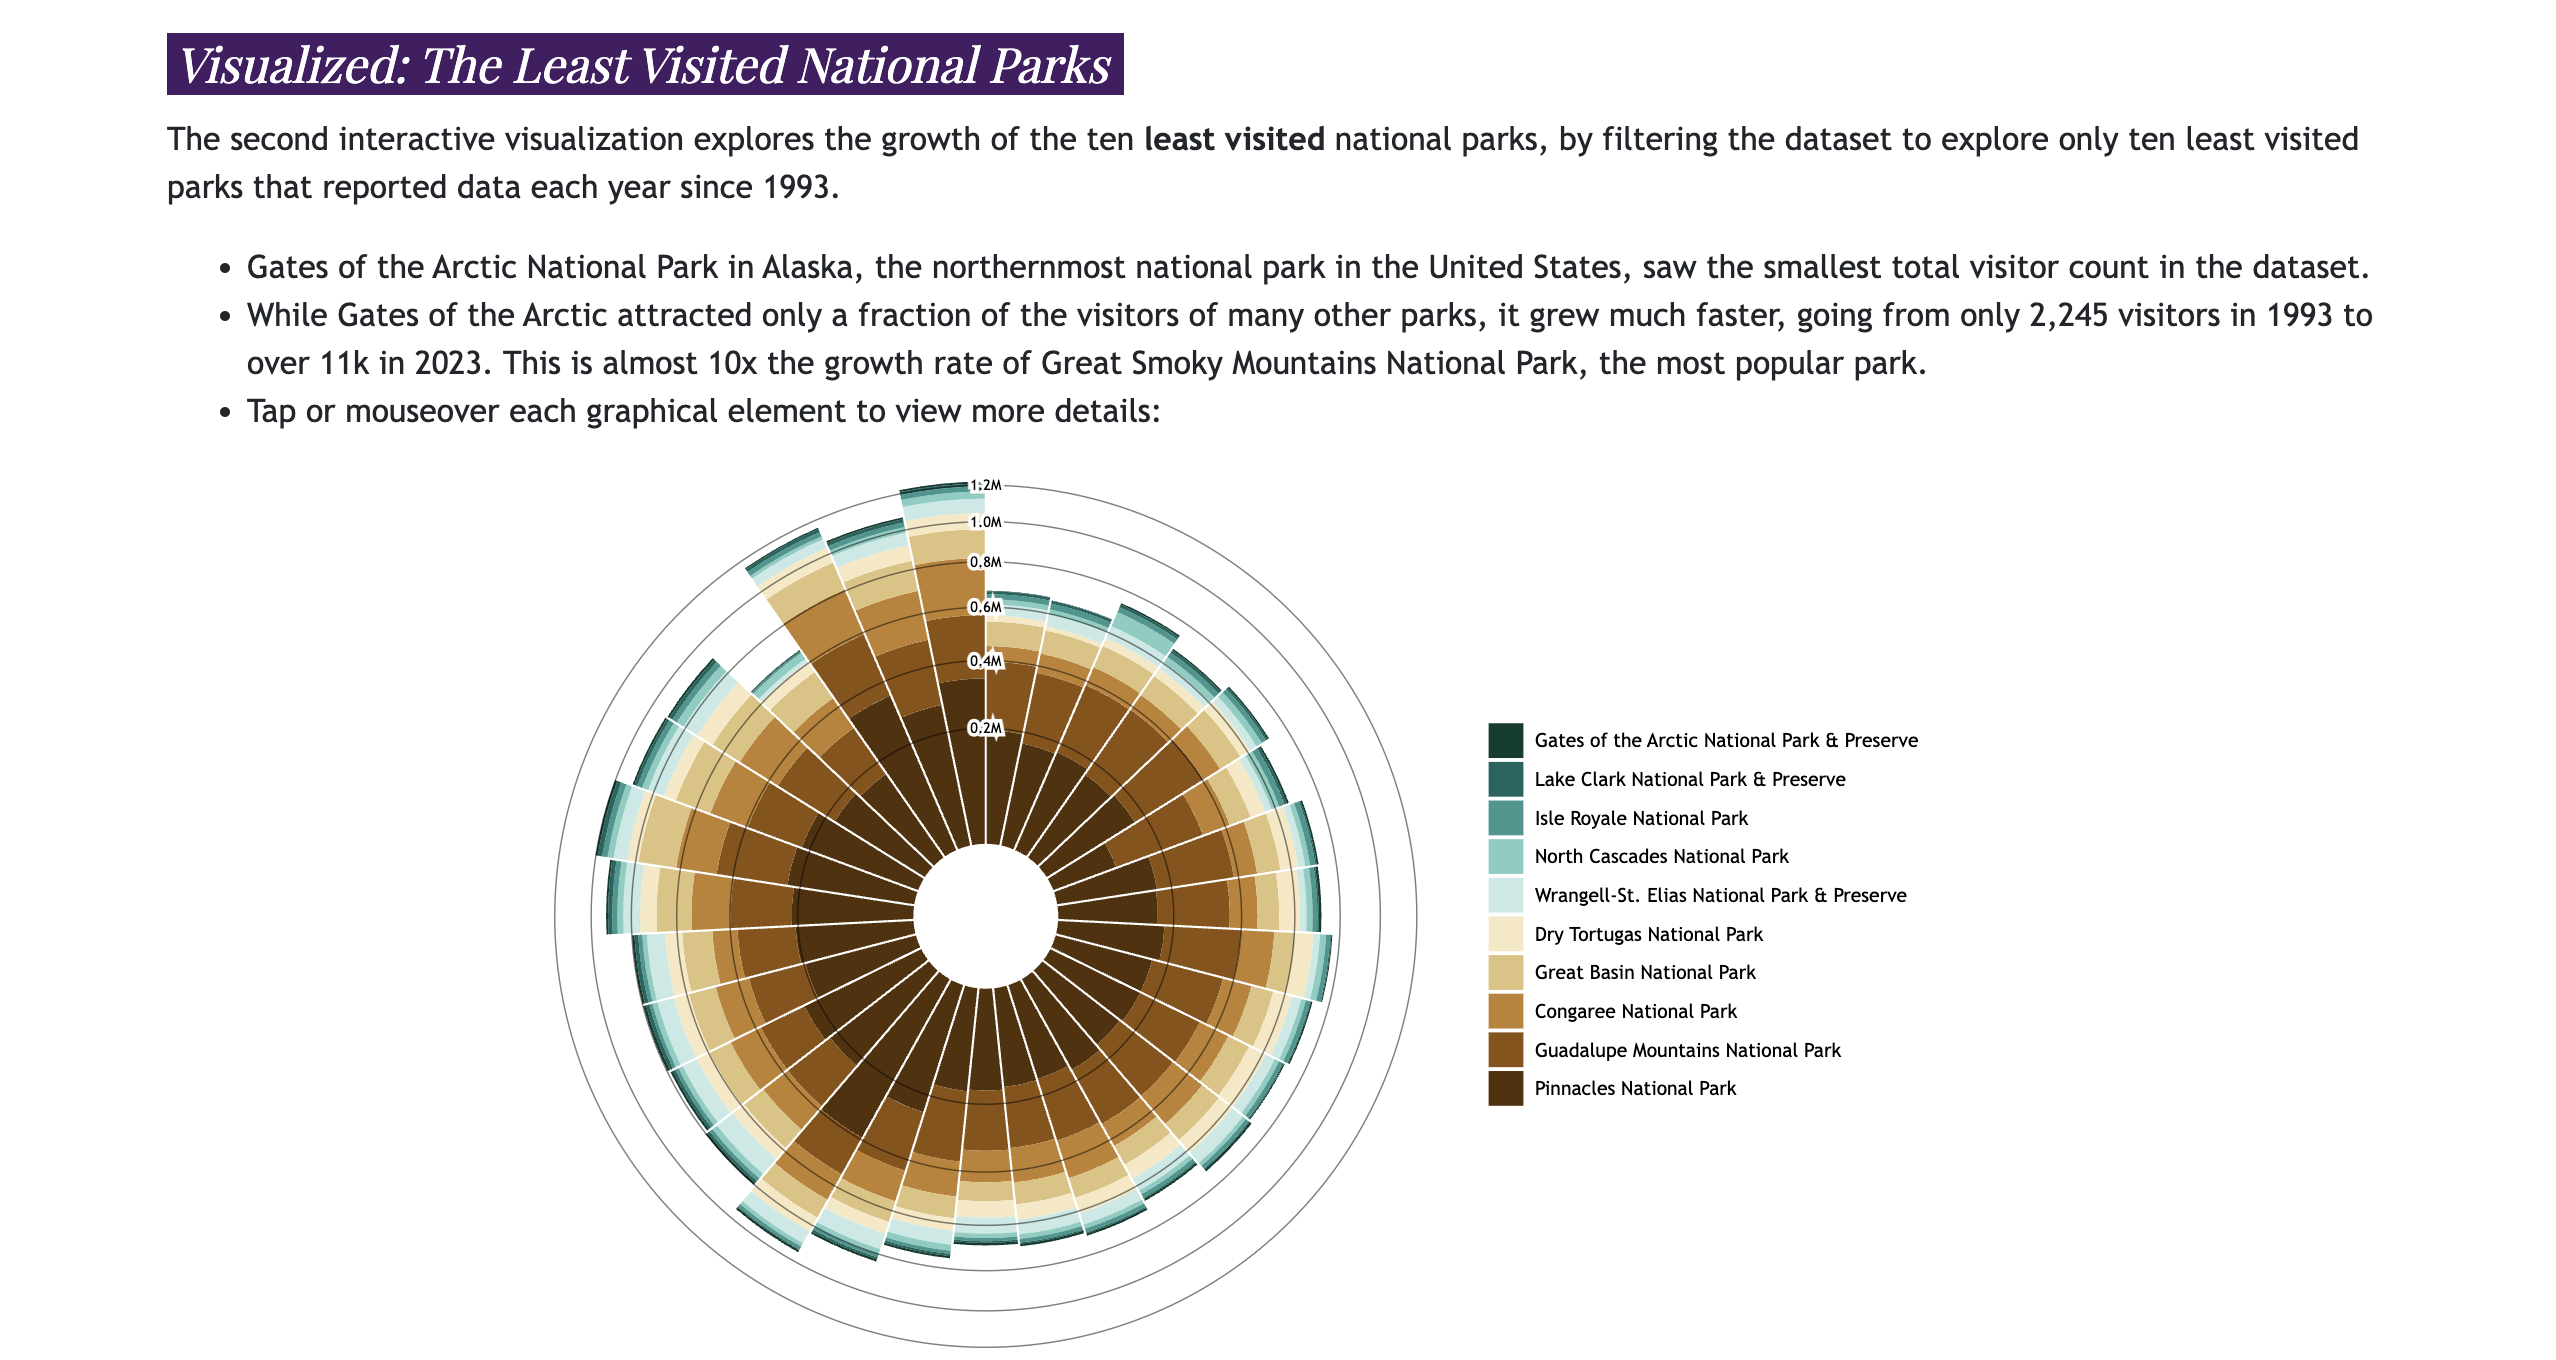 Visualized: The Least Visited National Parks
The second interactive visualization explores the growth of the ten least visited national parks, by filtering the dataset to explore only ten least visited
parks that reported data each year since 1993.
• Gates of the Arctic National Park in Alaska, the northernmost national park in the United States, saw the smallest total visitor count in the dataset.
• While Gates of the Arctic attracted only a fraction of the visitors of many other parks, it grew much faster, going from only 2,245 visitors in 1993 to
over 11k in 2023. This is almost 10x the growth rate of Great Smoky Mountains National Park, the most popular park.
• Tap or mouseover each graphical element to view more details:
1.2M
1.0M
0.8M
0.6M
0.4M
0.2M
Gates of the Arctic National Park & Preserve
Lake Clark National Park & Preserve
Isle Royale National Park
North Cascades National Park
Wrangell-St. Elias National Park & Preserve
Dry Tortugas National Park
Great Basin National Park
Congaree National Park
Guadalupe Mountains National Park
Pinnacles National Park